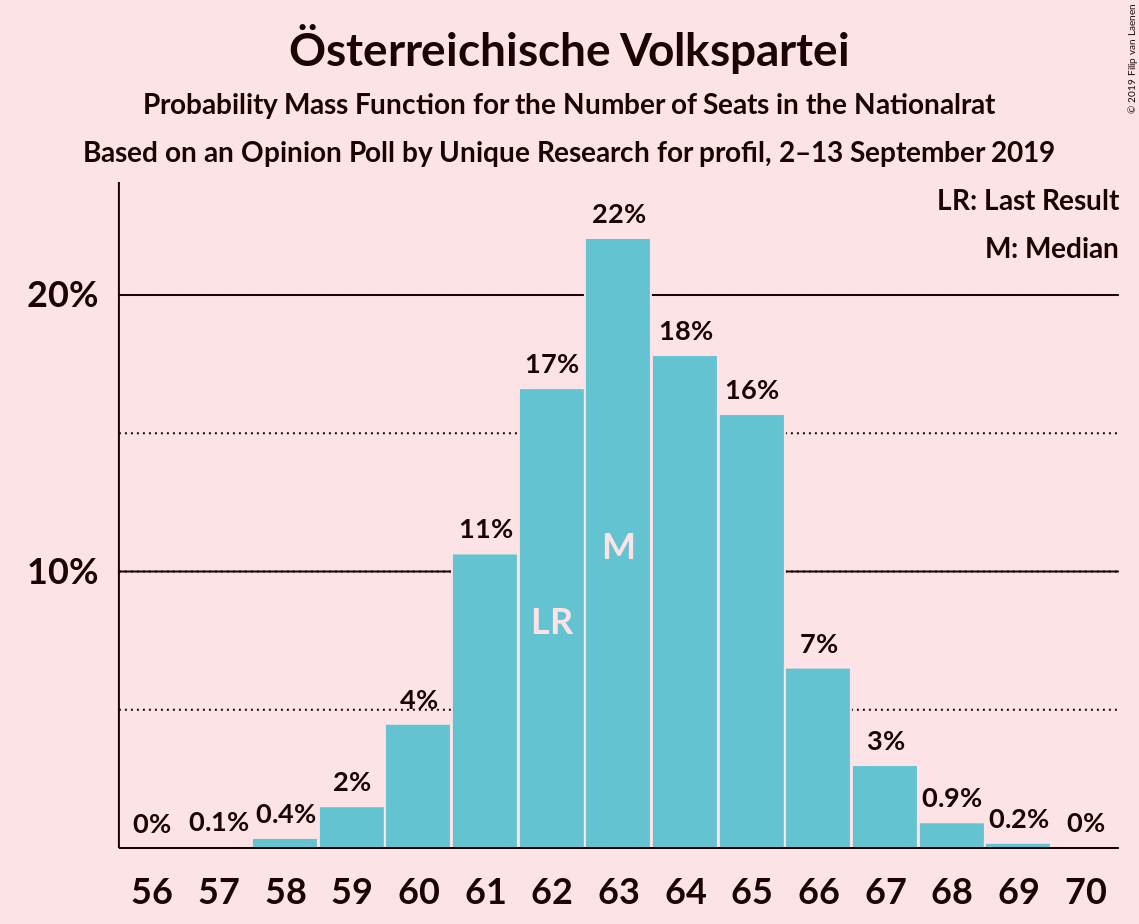 Österreichische Volkspartei
Probability Mass Function for the Number of Seats in the Nationalrat
Based on an Opinion Poll by Unique Research for profil, 2–13 September 2019
© 2019 Filip van Laenen
LR: Last Result
M: Median
22%
20%
18%
17%
16%
11%
M
10%
LR
7%
4%
3%
2%
0.9%
0.4%
0.2%
0.1%
0%
0%
56 57 58 59 60 61 62 63 64 65 66 67 68 69 70